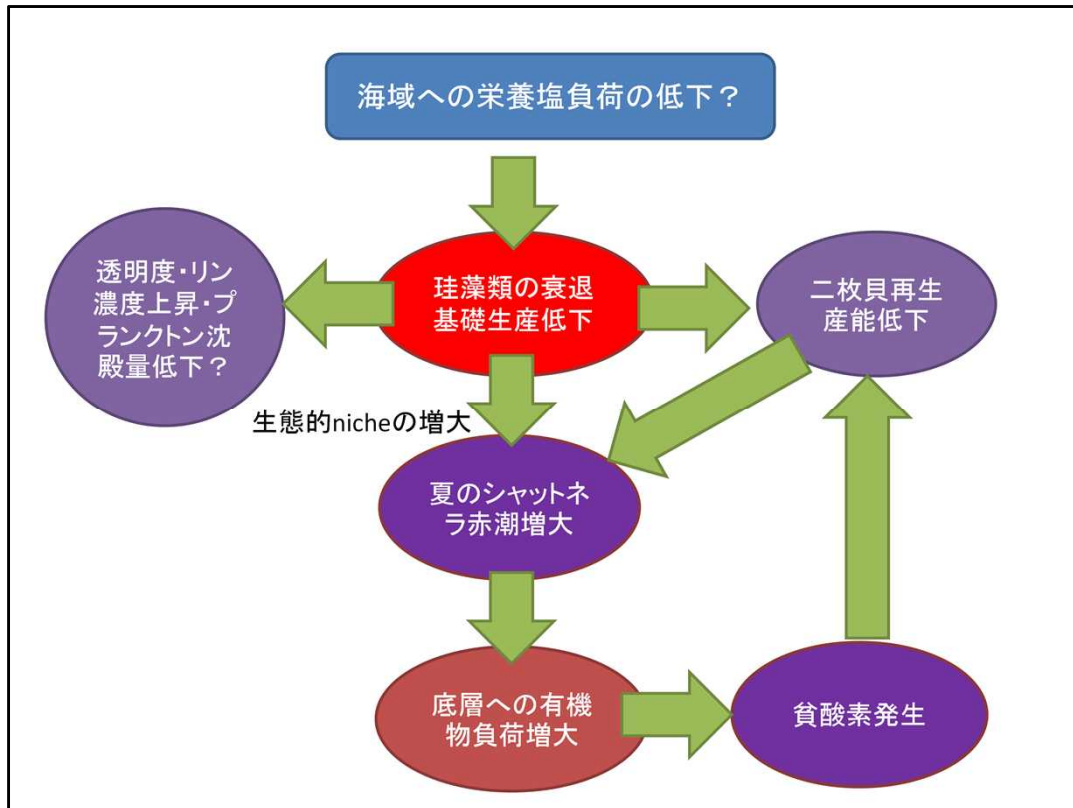 海域への栄養塩負荷の低下？
透明度・リン
濃度上昇・プ
ランクトン沈
殿量低下？
珪藻類の衰退
基礎生産低下
二枚貝再生
産能低下
生態的nicheの増大
夏のシャットネ
ラ赤潮増大
底層への有機
物負荷増大
貧酸素発生